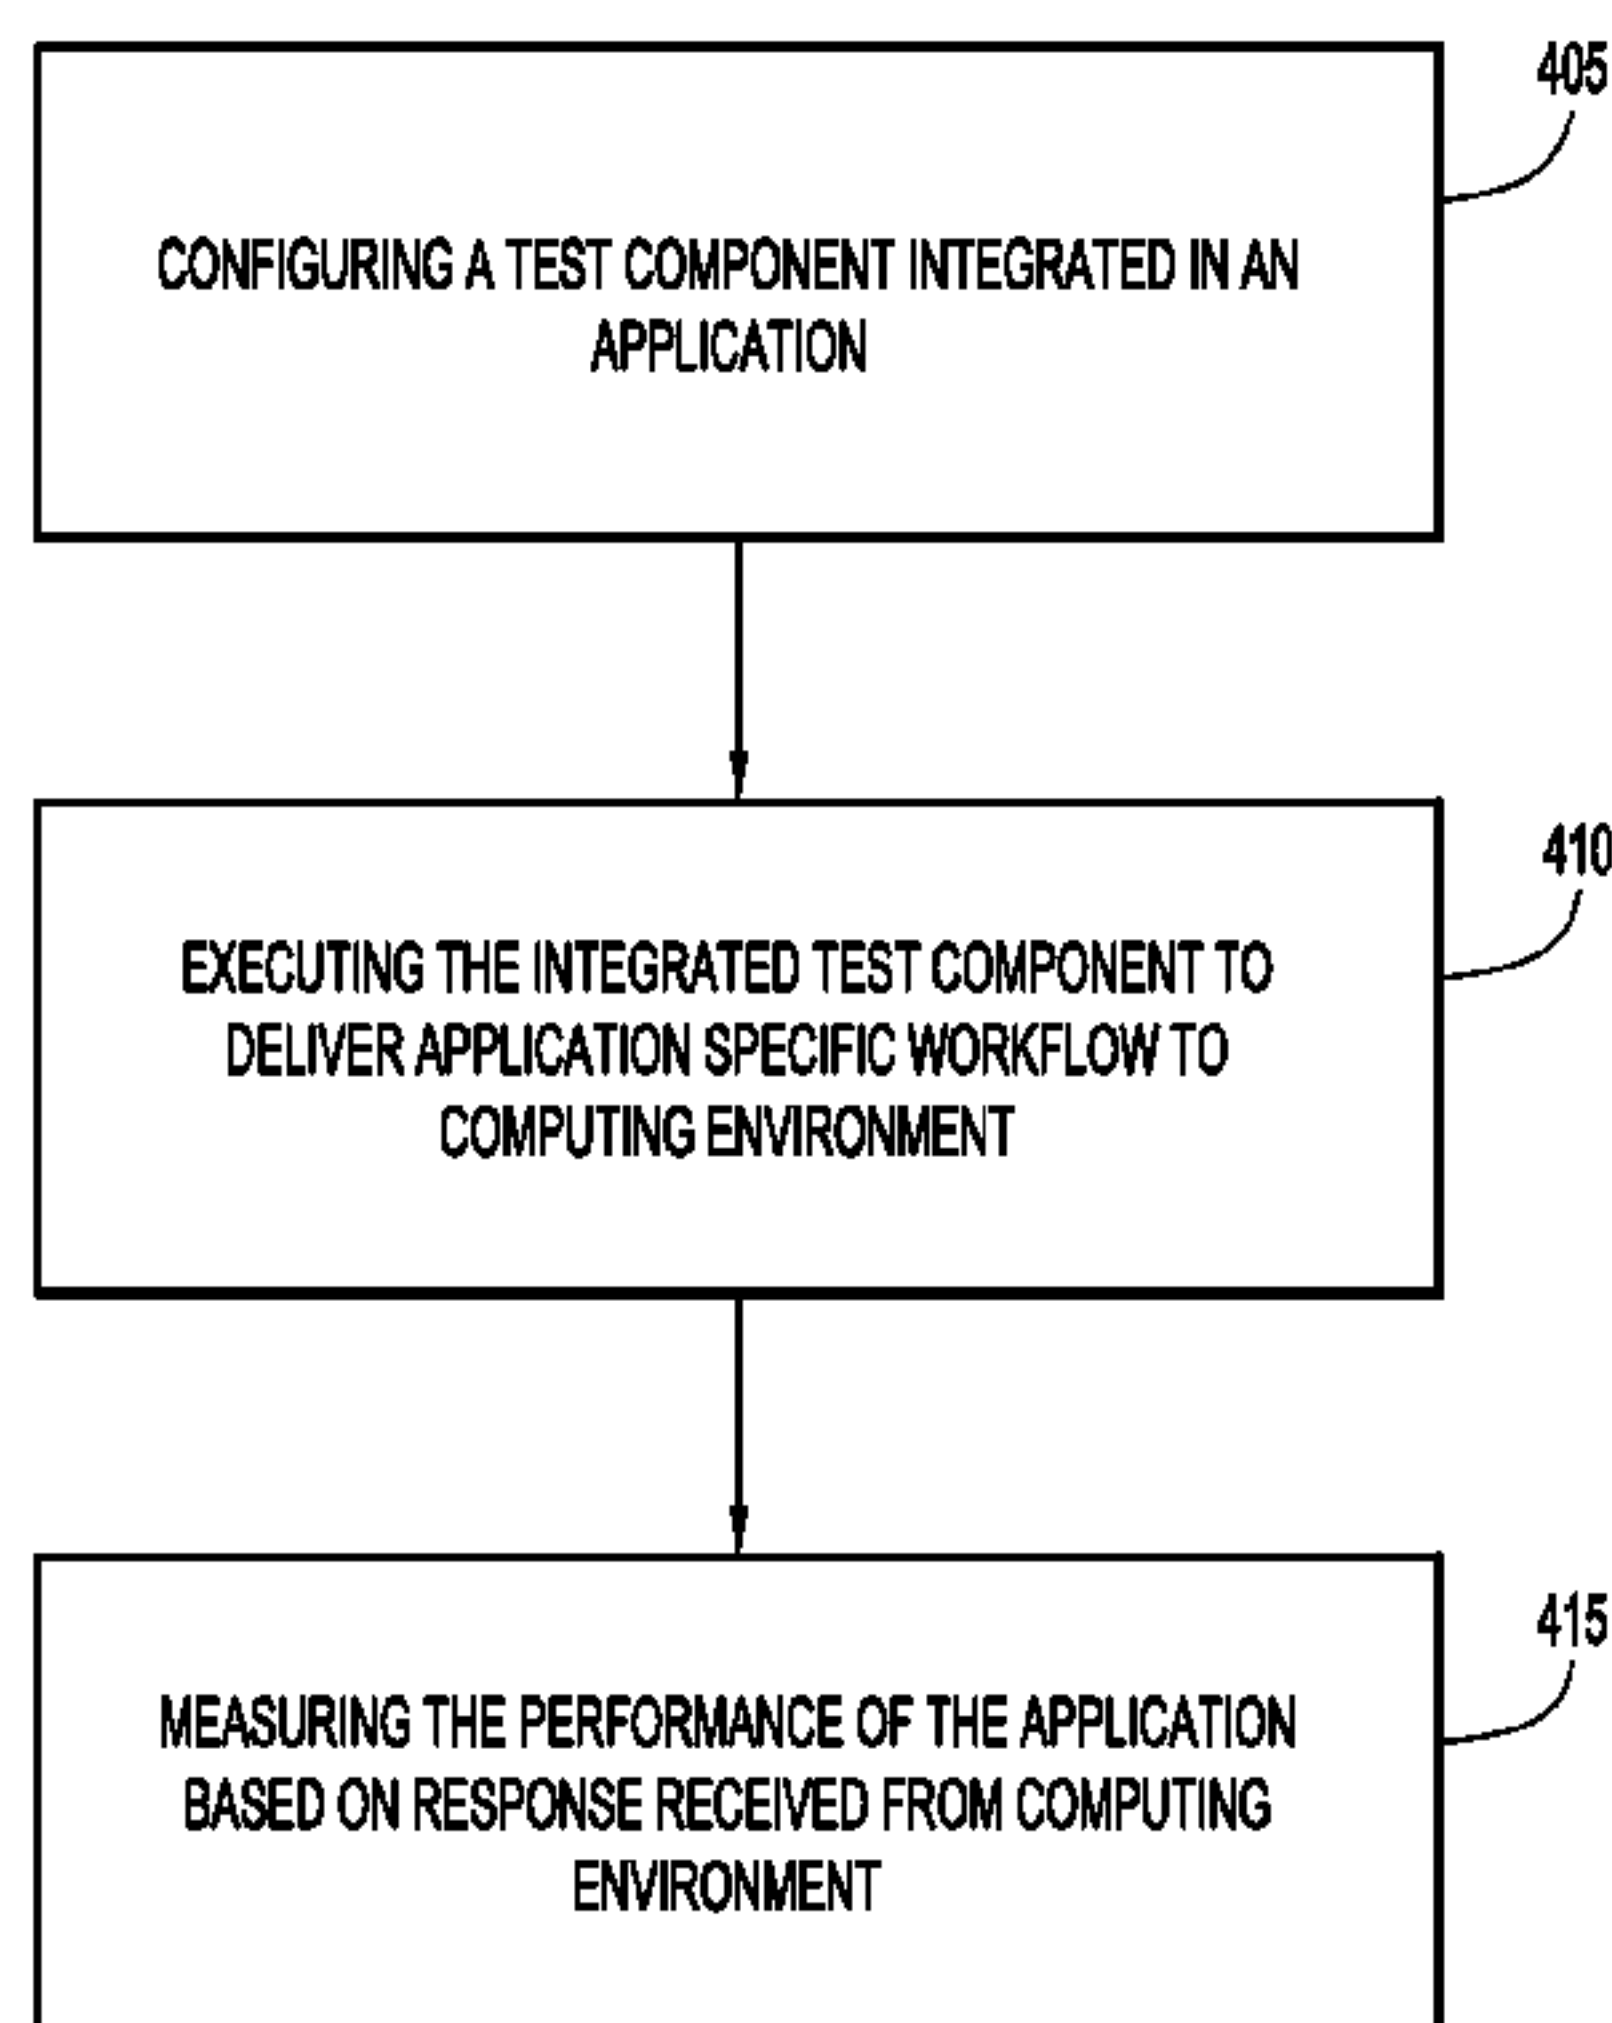 405
CONFIGURING A TEST COMPONENT INTEGRATED IN AN
APPLICATION
410
EXECUTING THE INTEGRATED TEST COMPONENT TO
DELIVER APPLICATION SPECIFIC WORKFLOW TO
COMPUTING ENVIRONMENT
415
MEASURING THE PERFORMANCE OF THE APPLICATION
BASED ON RESPONSE RECEIVED FROM COMPUTING
ENVIRONMENT